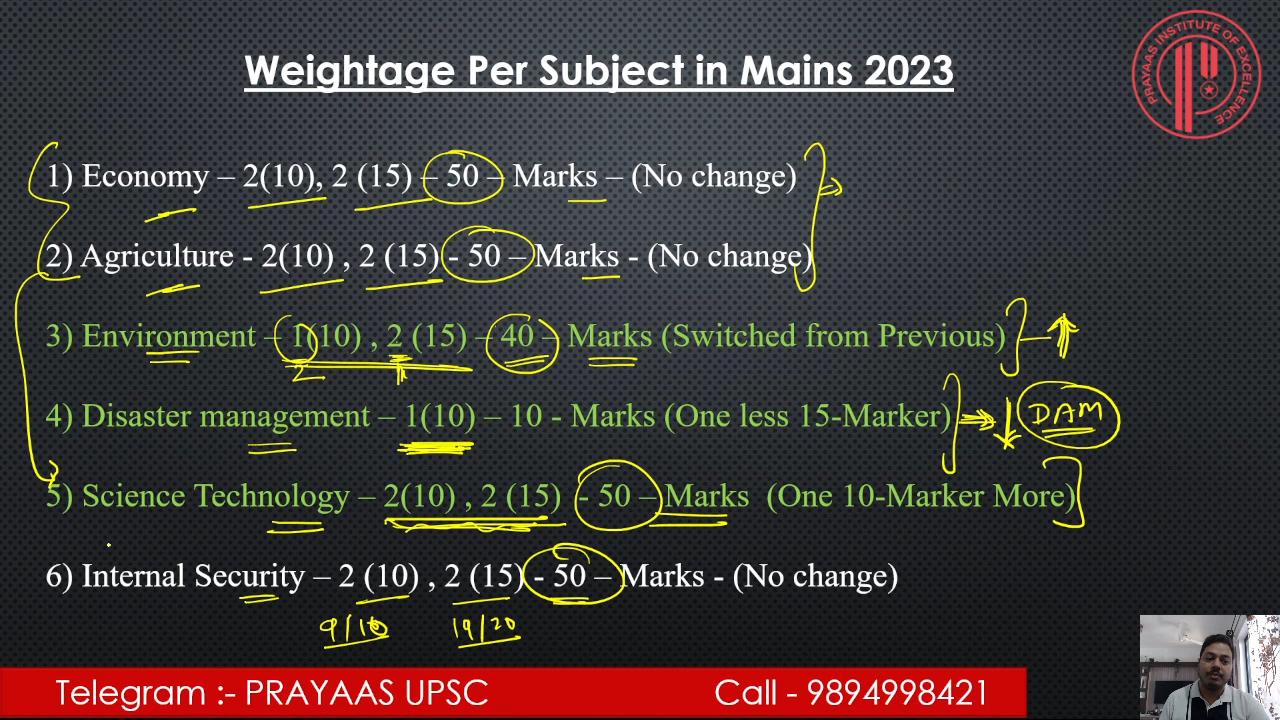 Weightage Per Subject in Mains 2023
PRAYAAS INSTITUTE OF EXCELLENCE
1) Economy – 2(10), 2 (15) – 50 – Marks – (No change)
2) Agriculture - 2(10) , 2 (15) - 50 – Marks - (No change)
3) Environment – 1(10) , 2 (15) – 40 – Marks (Switched from Previous)
2 1
4) Disaster management – 1(10) – 10 - Marks (One less 15-Marker) DAM
5) Science Technology – 2(10) , 2 (15) - 50 – Marks (One 10-Marker More)
6) Internal Security – 2 (10) , 2 (15) - 50 – Marks - (No change)
9/10 19/20
Telegram :- PRAYAAS UPSC Call - 9894998421